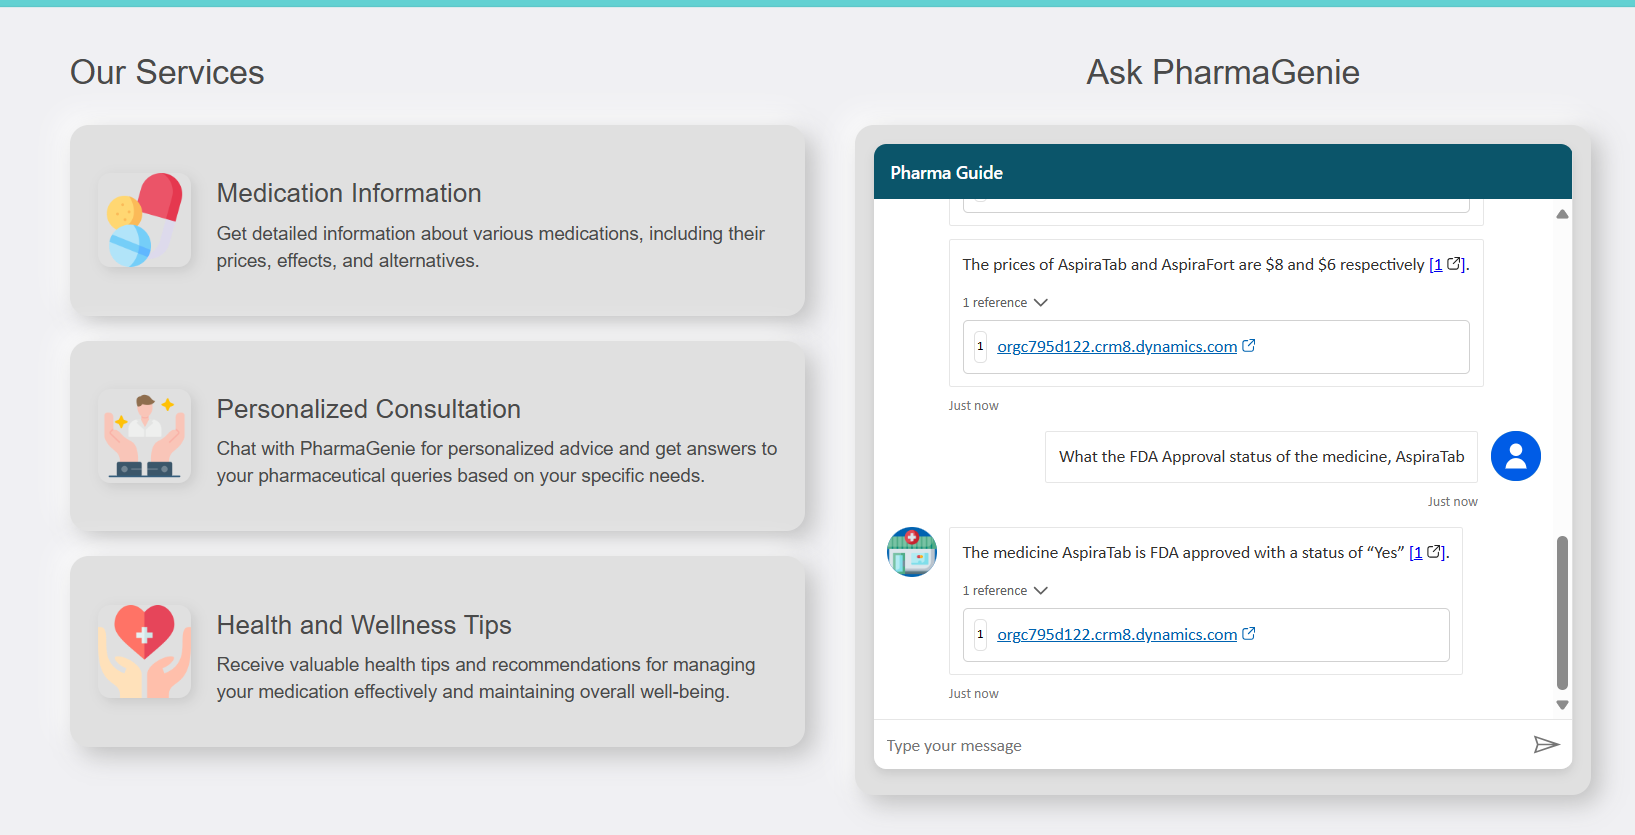 Our Services
Medication Information
Get detailed information about various medications, including their
prices, effects, and alternatives.
Personalized Consultation
Chat with PharmaGenie for personalized advice and get answers to
your pharmaceutical queries based on your specific needs.
Health and Wellness Tips
Receive valuable health tips and recommendations for managing
your medication effectively and maintaining overall well-being.
Ask PharmaGenie
Pharma Guide
The prices of AspiraTab and AspiraFort are $8 and $6 respectively [1].
1 reference
1 orgc795d122.crm8.dynamics.com
Just now
What the FDA Approval status of the medicine, AspiraTab
Just now
The medicine AspiraTab is FDA approved with a status of “Yes” [1].
1 reference
1 orgc795d122.crm8.dynamics.com
Just now
Type your message